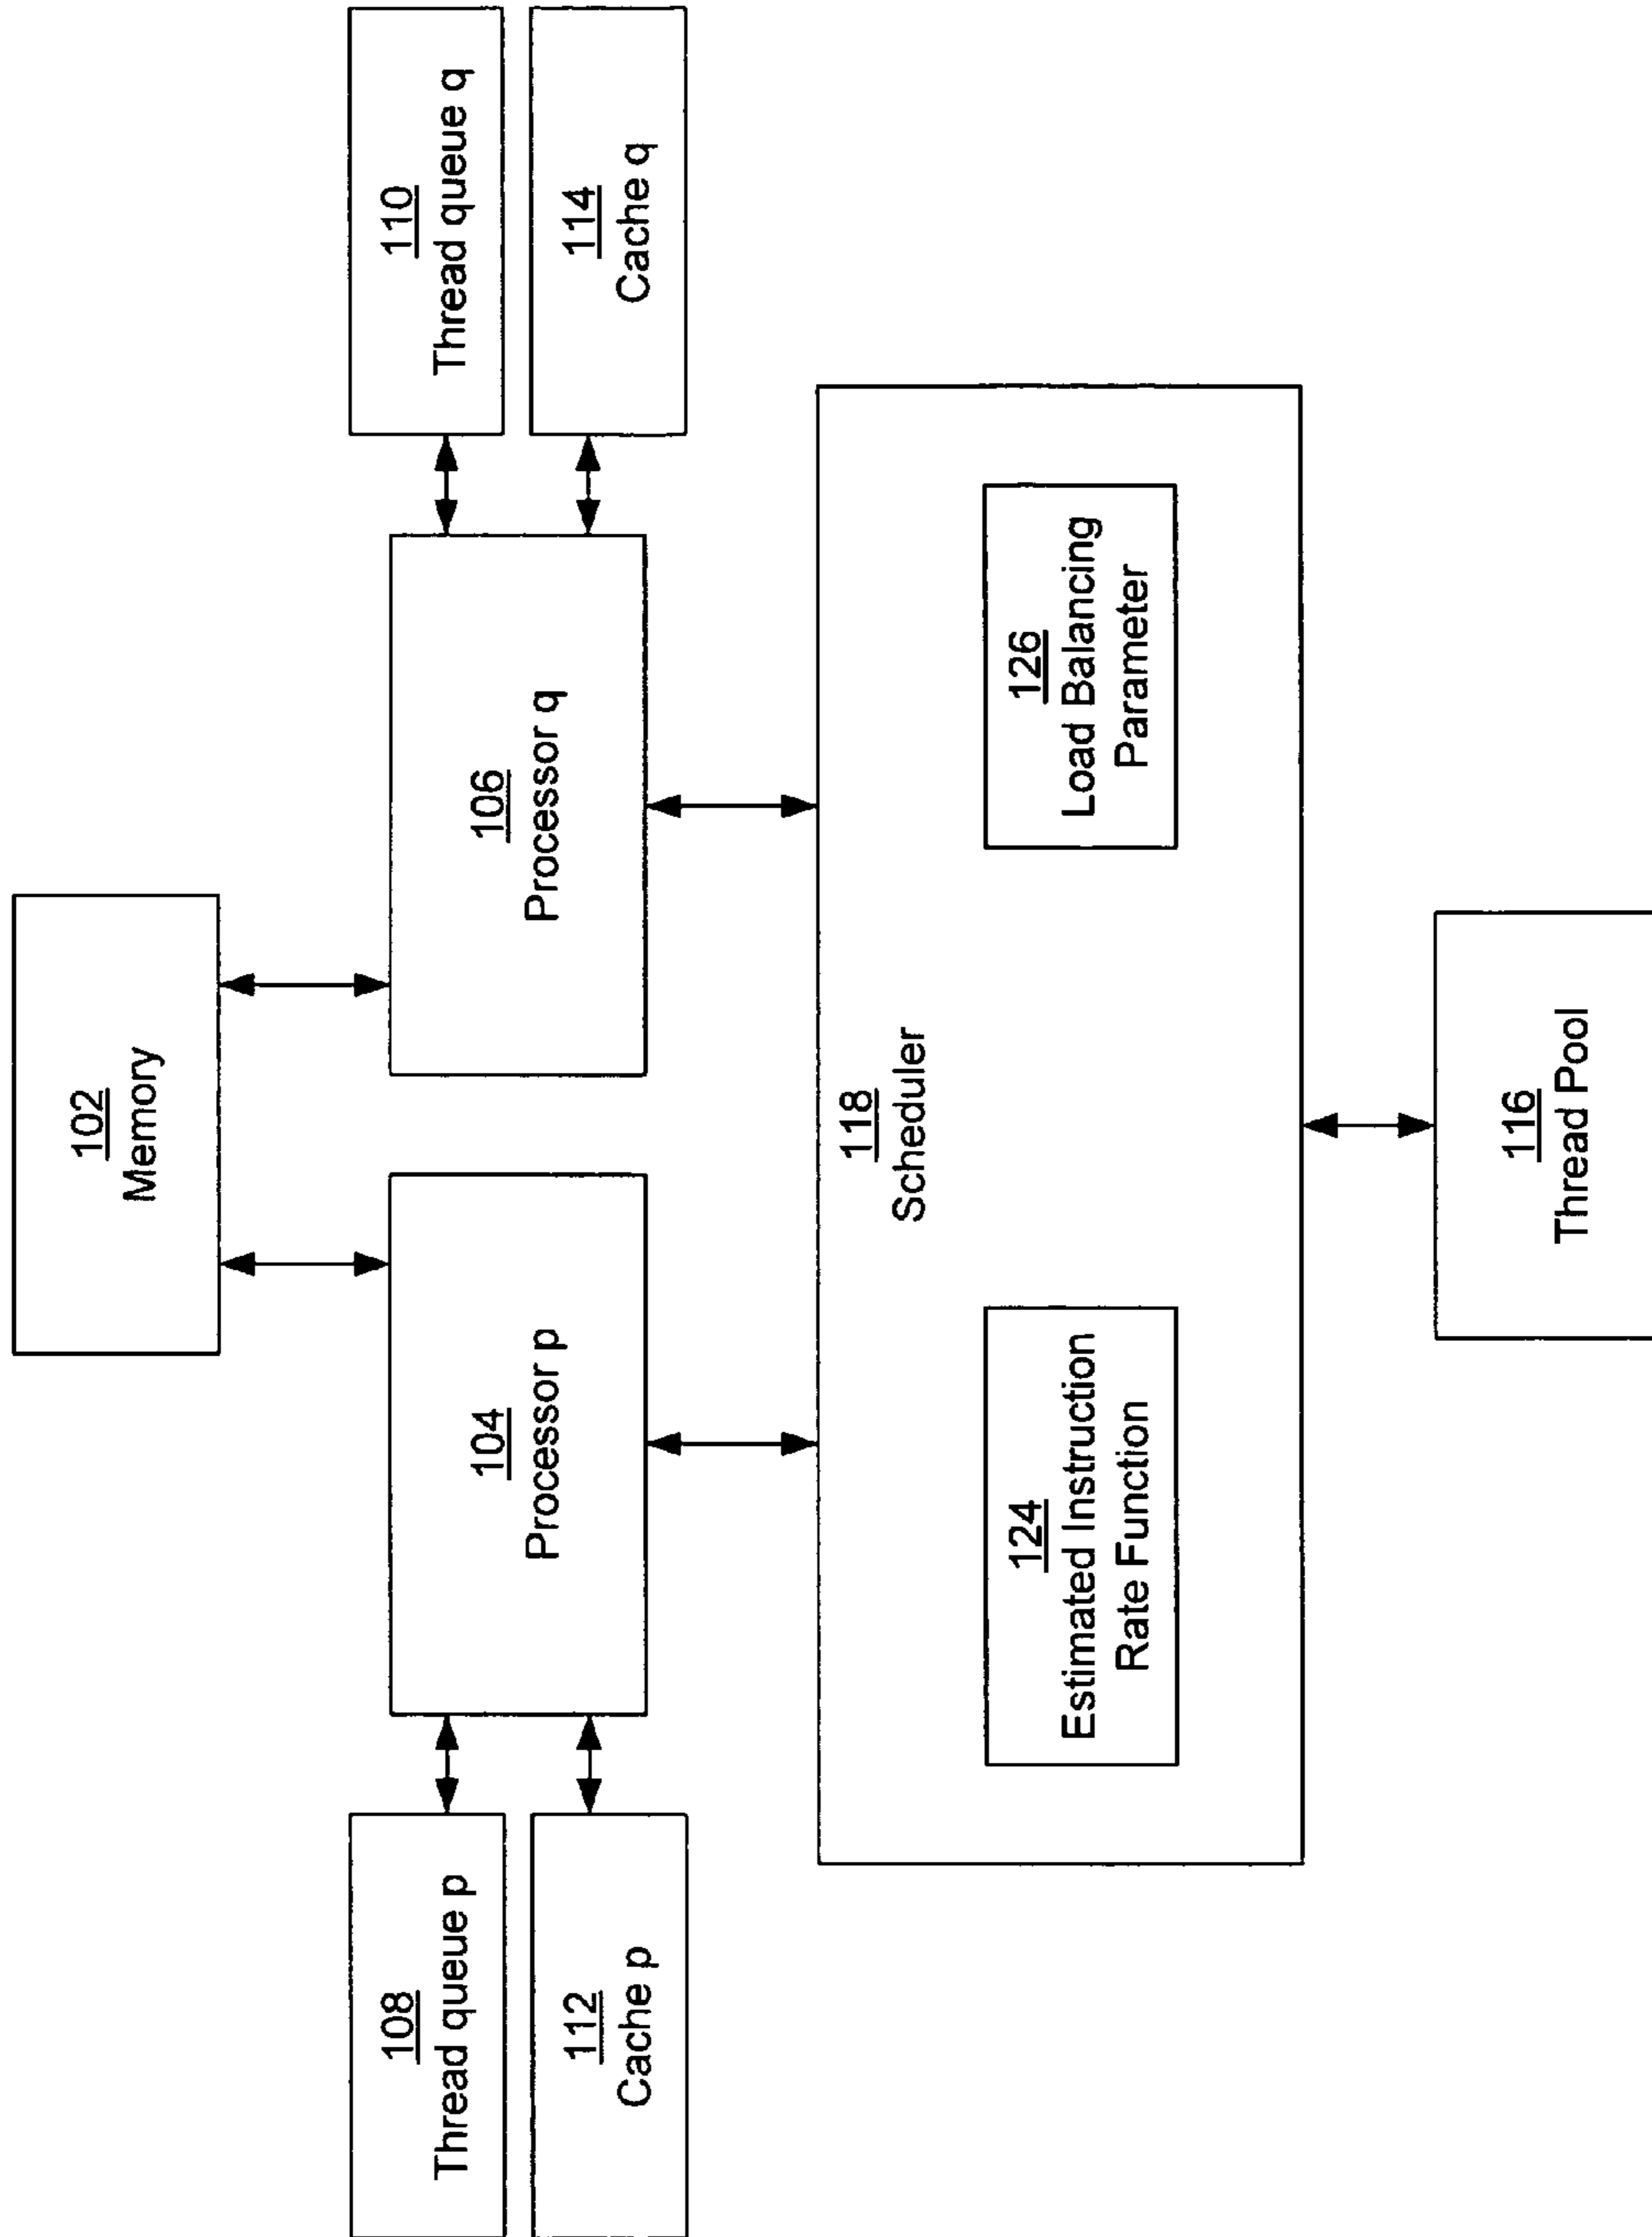 102
Memory
108
Thread queue p
112
Cache p
104
Processor p
106
Processor q
110
Thread queue q
114
Cache q
118
Scheduler
124
Estimated Instruction
Rate Function
126
Load Balancing
Parameter
116
Thread Pool